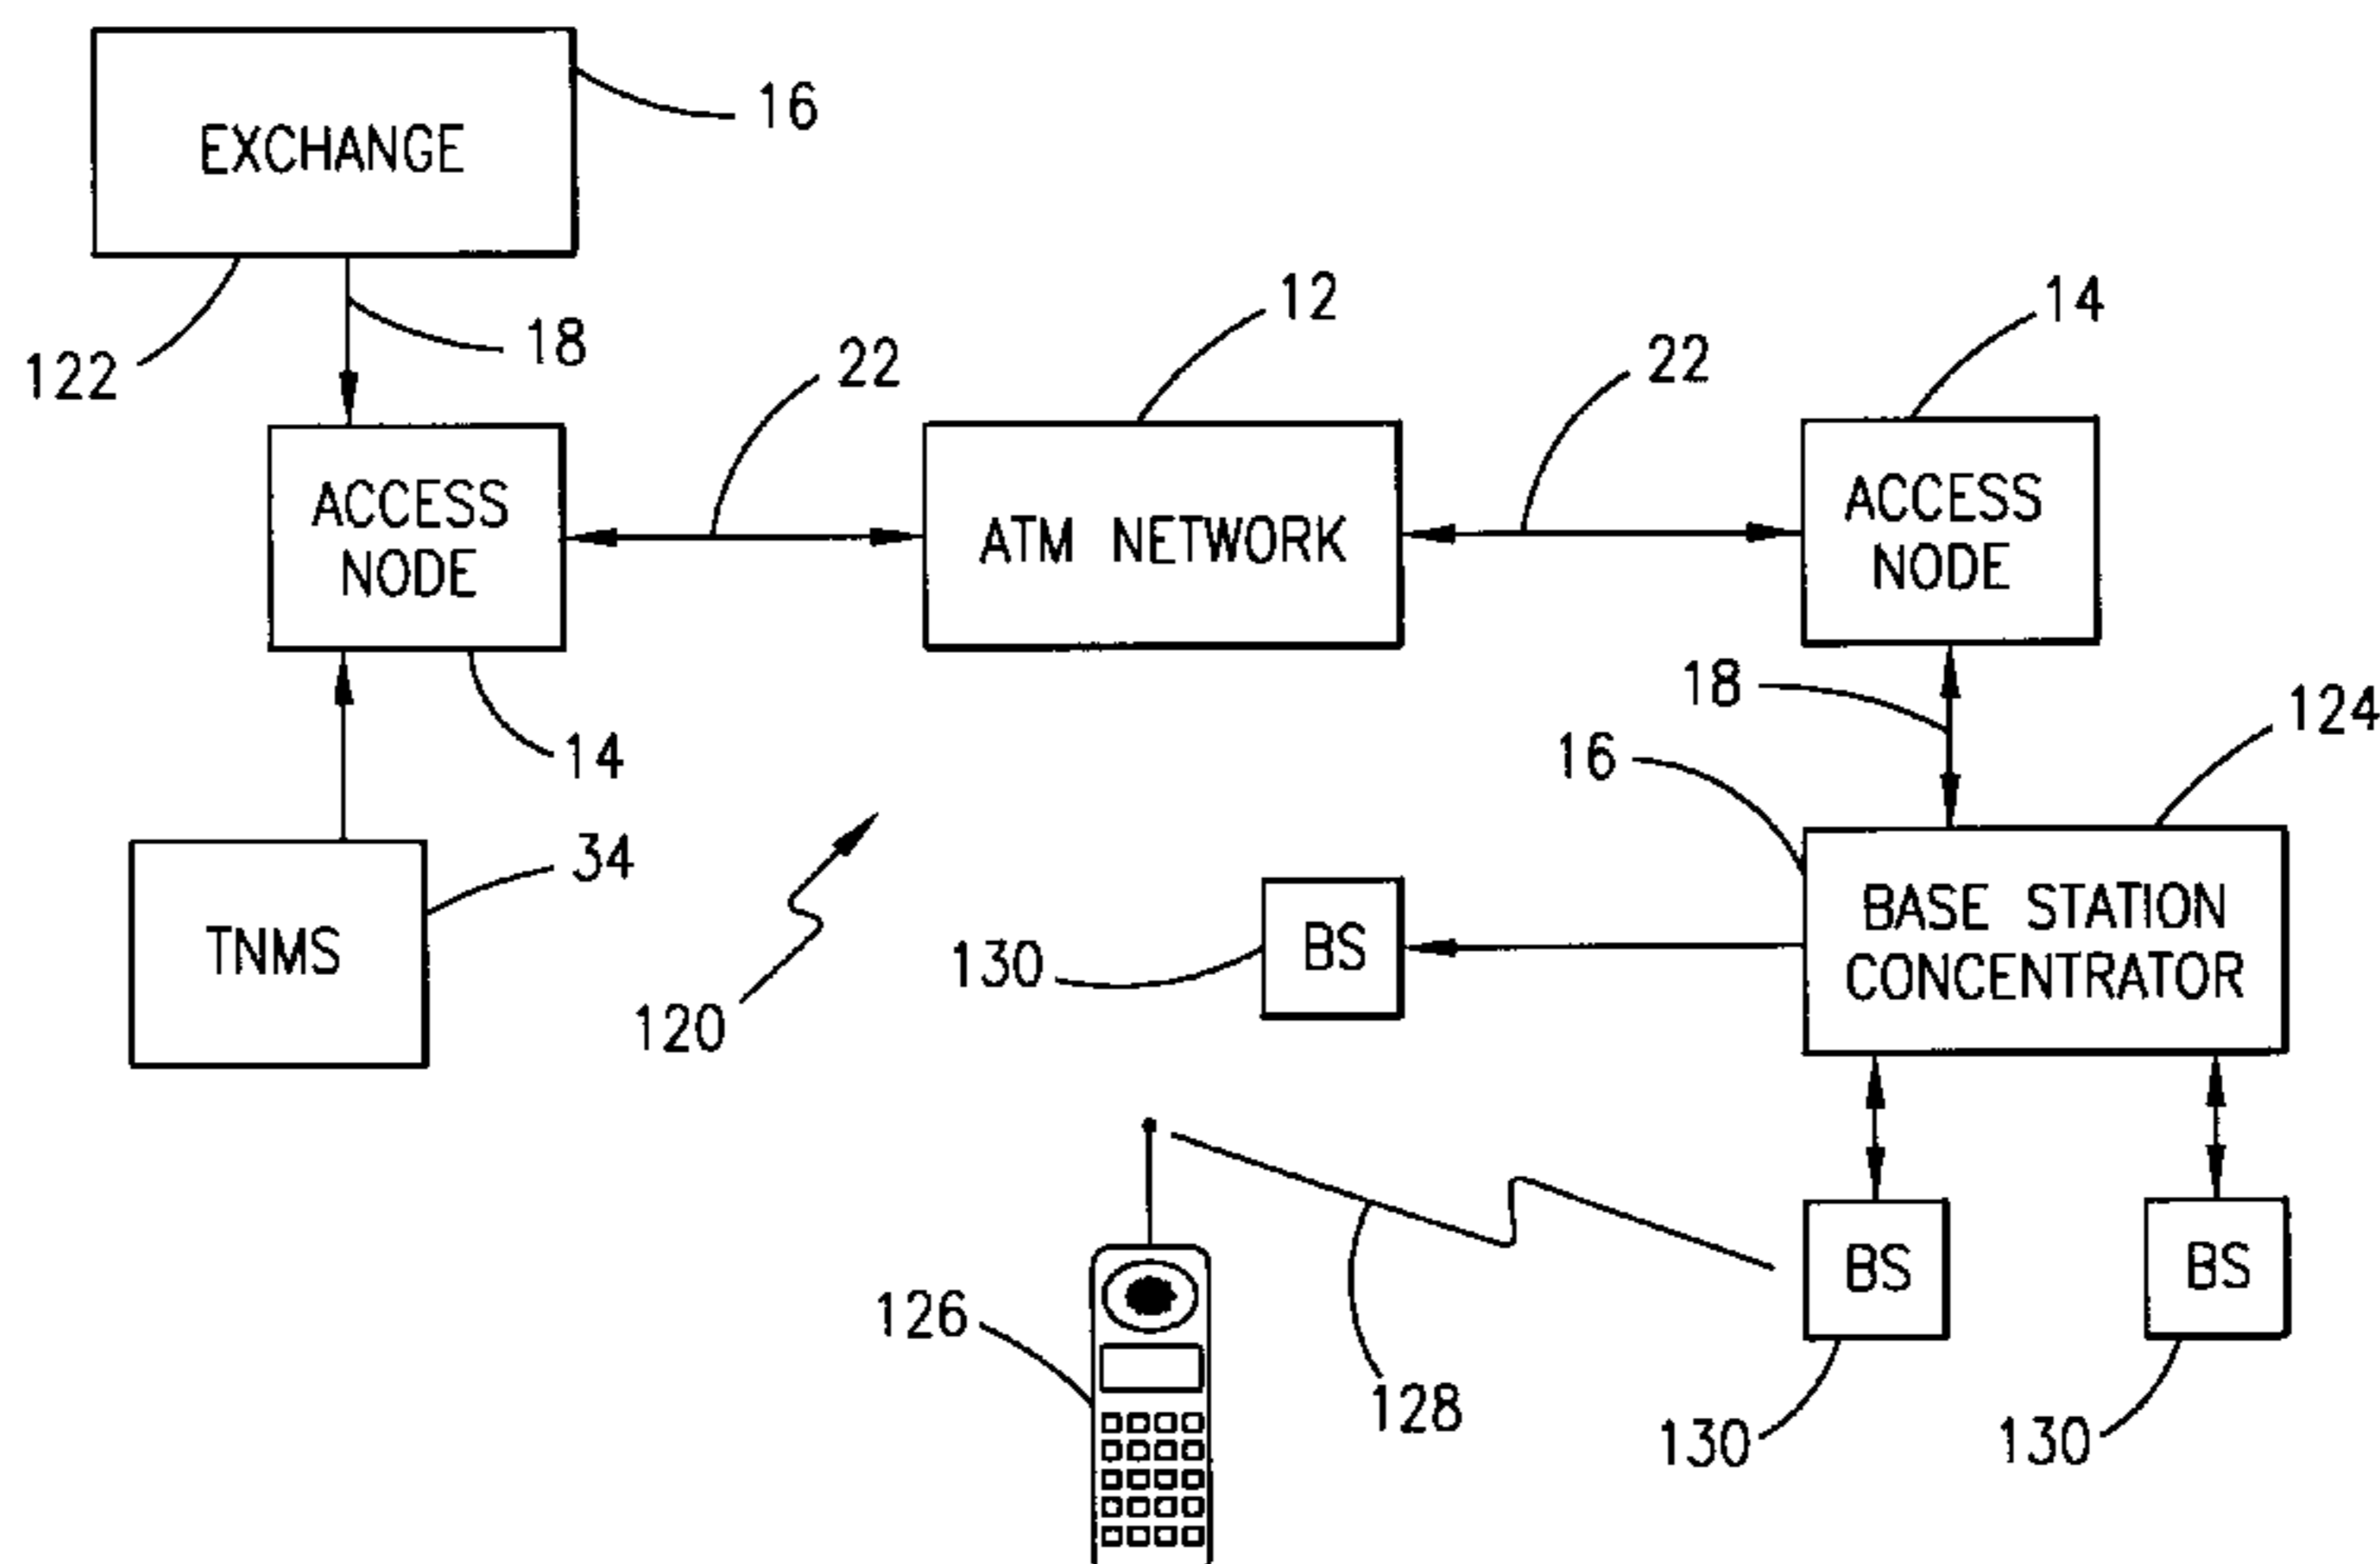 EXCHANGE
16
122
18
12
14
22
22
ACCESS
NODE
ATM NETWORK
ACCESS
NODE
14
18
124
16
34
TNMS
120
130
BS
BASE STATION
CONCENTRATOR
126
128
BS
BS
130
130